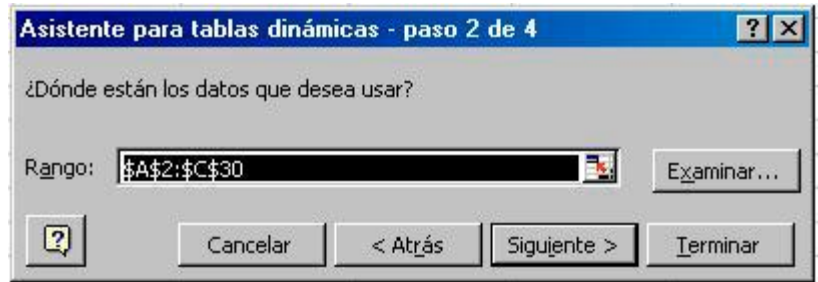 Asistente para tablas dinámicas - paso 2 de 4
¿Dónde están los datos que desea usar?
Rango: $A$2:$C$30 Examinar...
Cancelar < Atrás Siguiente > Terminar